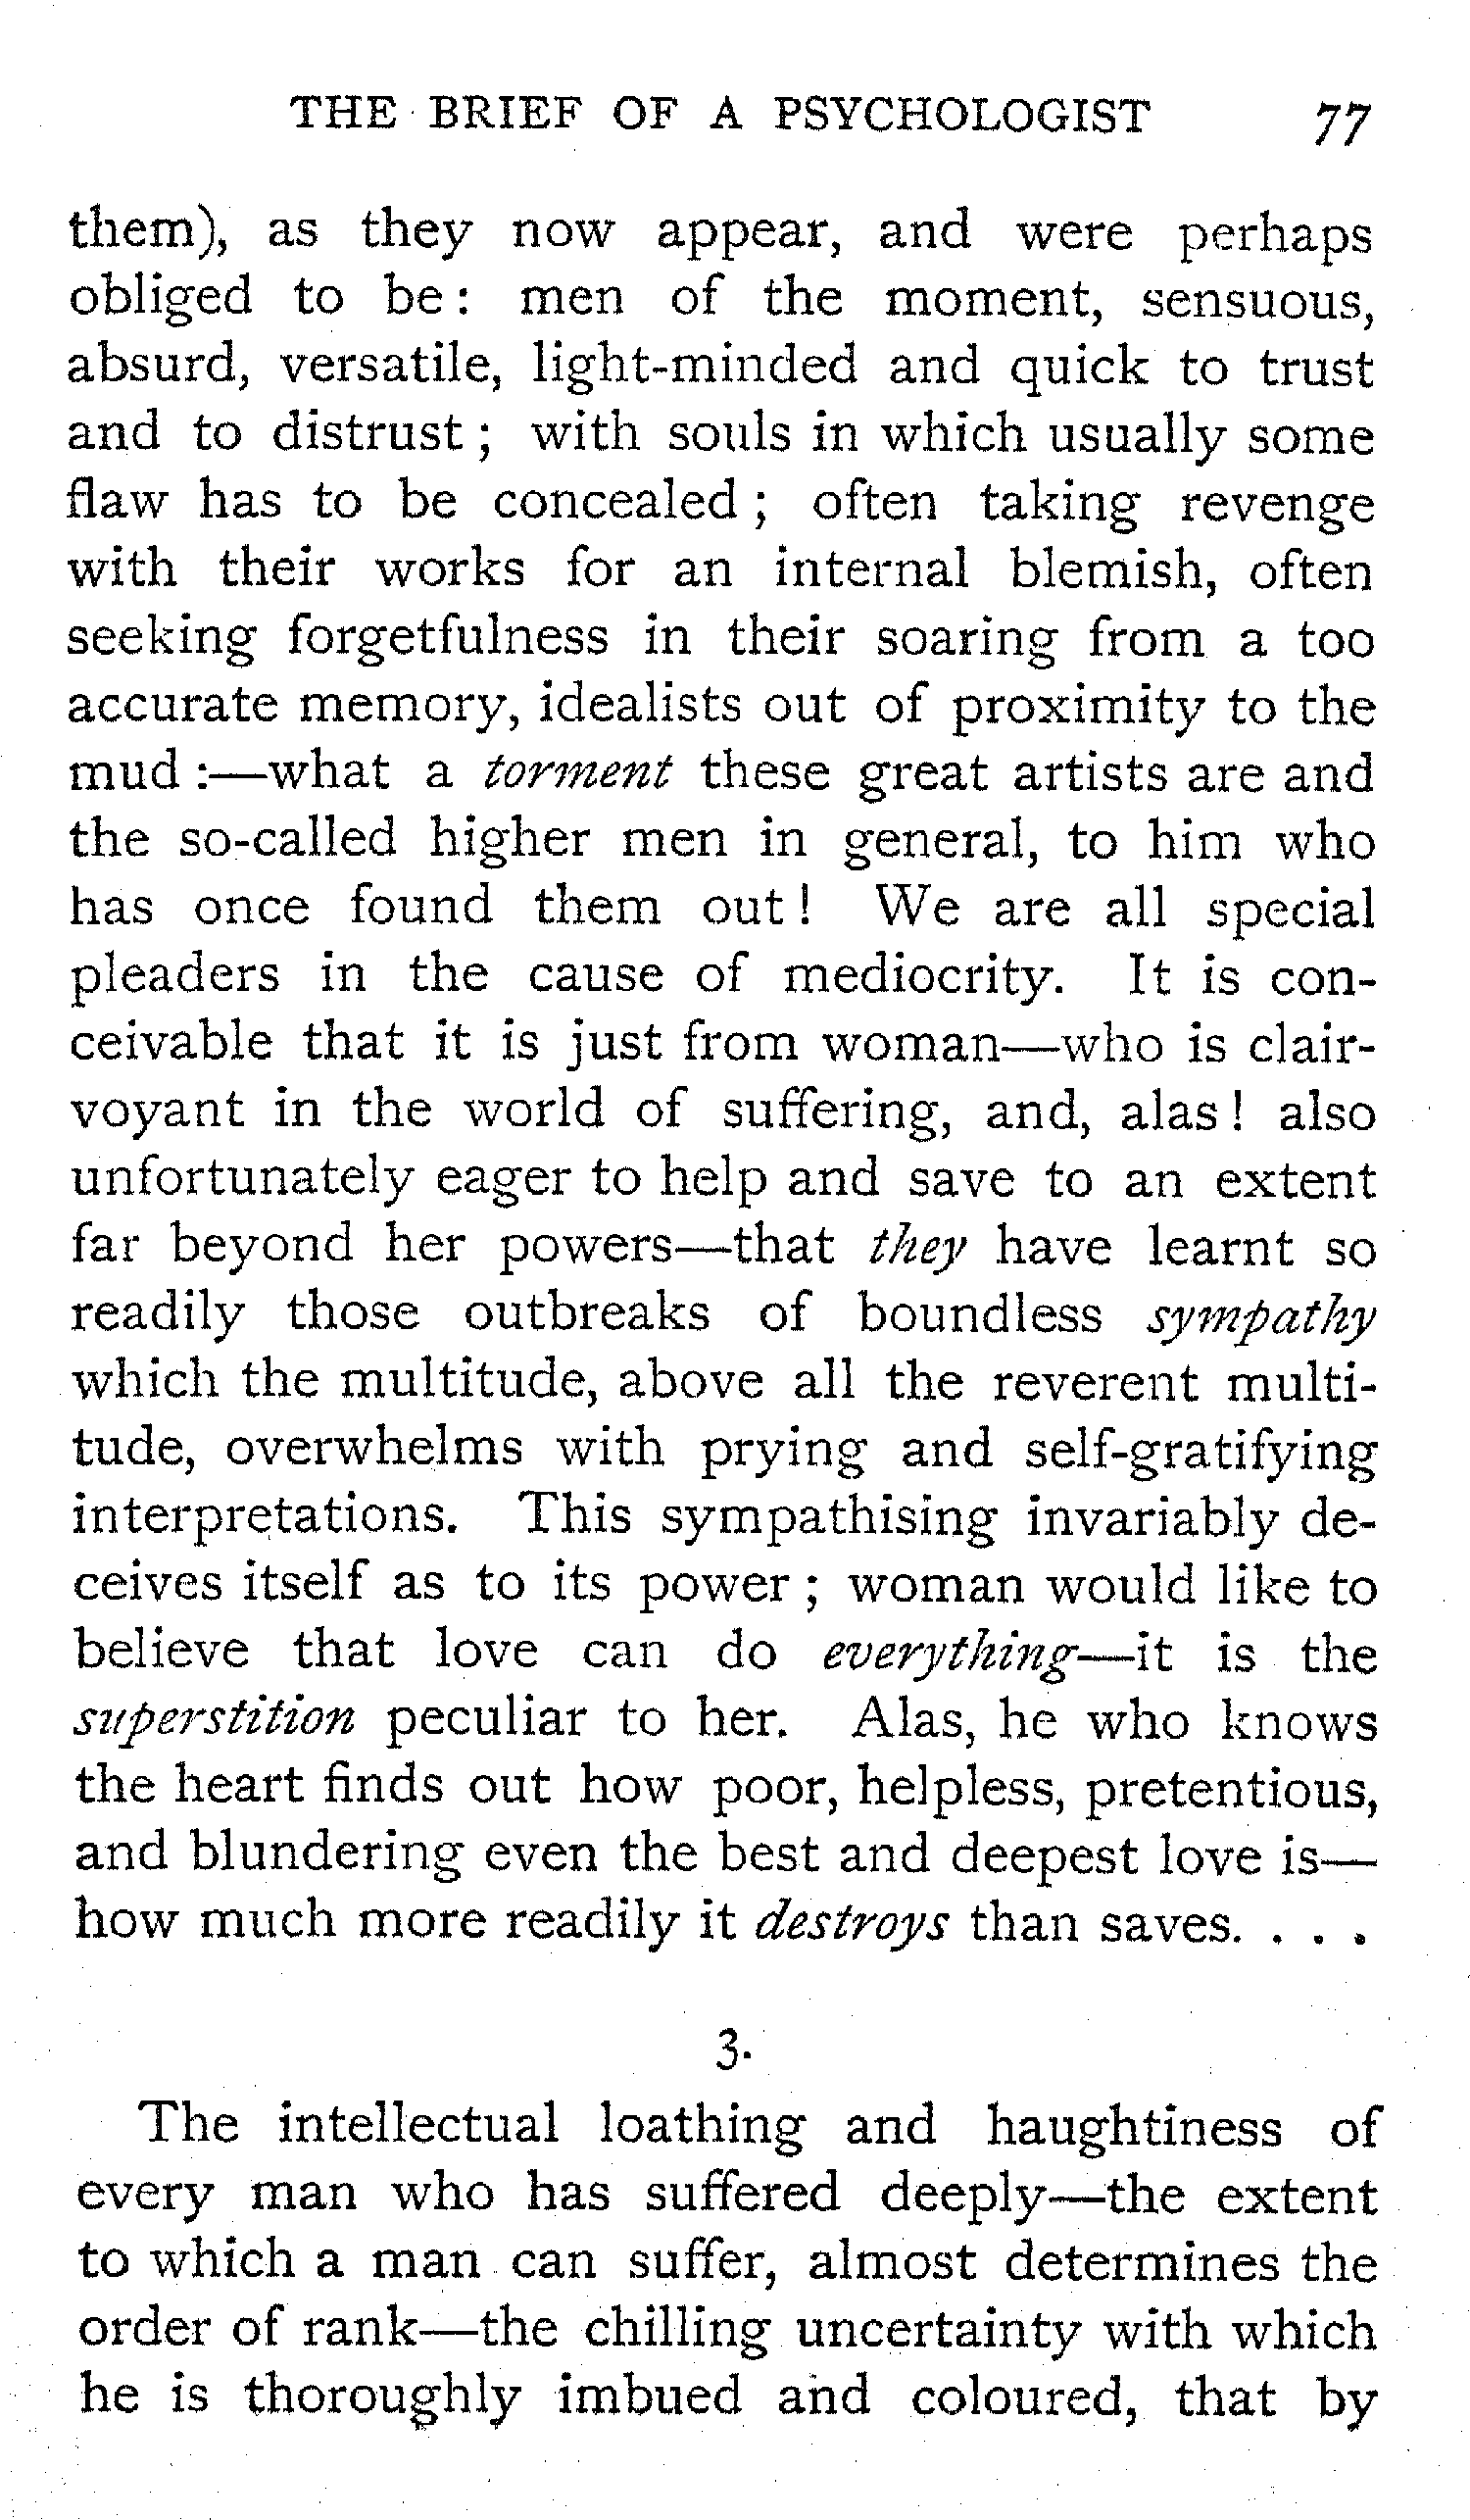 THE BRIEF OF A PSYCHOLOGIST 77
them), as they now appear, and were perhaps
obliged to be: men of the moment, sensuous,
absurd, versatile, light-minded and quick to trust
and to distrust; with souls in which usually some
flaw has to be concealed; often taking revenge
with their works for an internal blemish, often
seeking forgetfulness in their soaring from a too
accurate memory, idealists out of proximity to the
mud:—what a torment these great artists are and
the so-called higher men in general, to him who
has once found them out! We are all special
pleaders in the cause of mediocrity. It is con-
ceivable that it is just from woman—who is clair-
voyant in the world of suffering, and, alas! also
unfortunately eager to help and save to an extent
far beyond her powers—that they have learnt so
readily those outbreaks of boundless sympathy
which the multitude, above all the reverent multi-
tude, overwhelms with prying and self-gratifying
interpretations. This sympathising invariably de-
ceives itself as to its power; woman would like to
believe that love can do everything—it is the
superstition peculiar to her. Alas, he who knows
the heart finds out how poor, helpless, pretentious,
and blundering even the best and deepest love is—
how much more readily it destroys than saves. . . .
3.
The intellectual loathing and haughtiness of
every man who has suffered deeply—the extent
to which a man can suffer, almost determines the
order of rank—the chilling uncertainty with which
he is thoroughly imbued and coloured, that by